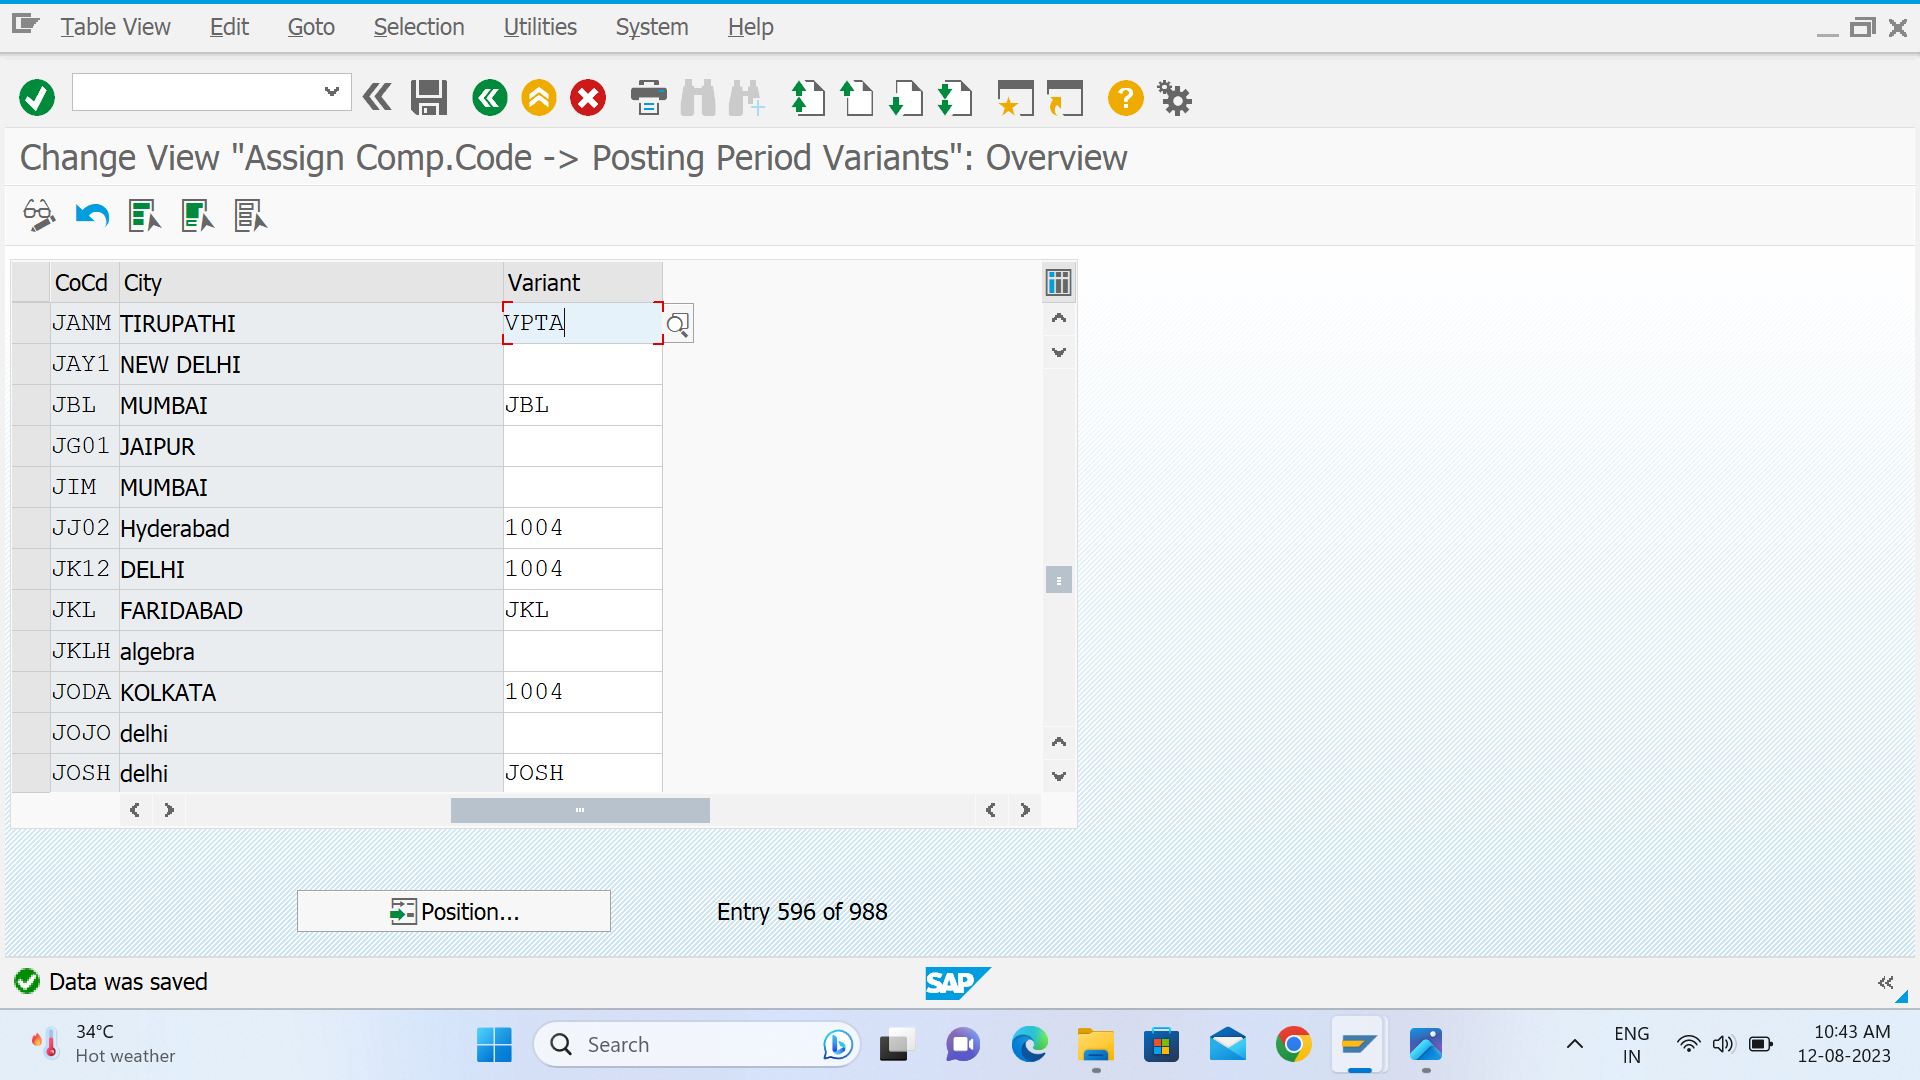 Table View Edit Goto Selection Utilities System Help
Change View "Assign Comp.Code -> Posting Period Variants": Overview
CoCd City Variant
JANM TIRUPATHI VPTA
JAY1 NEW DELHI
JBL MUMBAI JBL
JG01 JAIPUR
JIM MUMBAI
JJ02 Hyderabad 1004
JK12 DELHI 1004
JKL FARIDABAD JKL
JKLH algebra
JODA KOLKATA 1004
JOJO delhi
JOSH delhi JOSH
Position... Entry 596 of 988
Data was saved
SAP
34°C
Hot weather
Search
ENG
IN
10:43 AM
12-08-2023